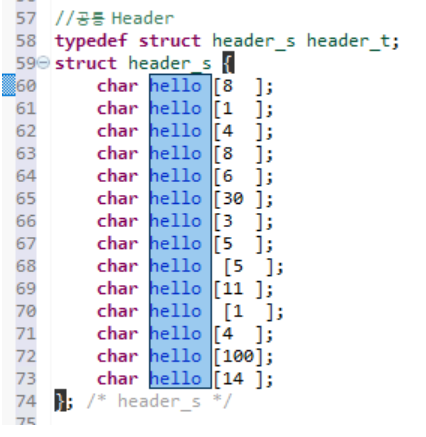 57 //공통 Header
58 typedef struct header_s header_t;
59 struct header_s {
60 char hello [8 ];
61 char hello [1 ];
62 char hello [4 ];
63 char hello [8 ];
64 char hello [6 ];
65 char hello [30 ];
66 char hello [3 ];
67 char hello [5 ];
68 char hello [5 ];
69 char hello [11 ];
70 char hello [1 ];
71 char hello [4 ];
72 char hello [100];
73 char hello [14 ];
74 }; /* header_s */
75